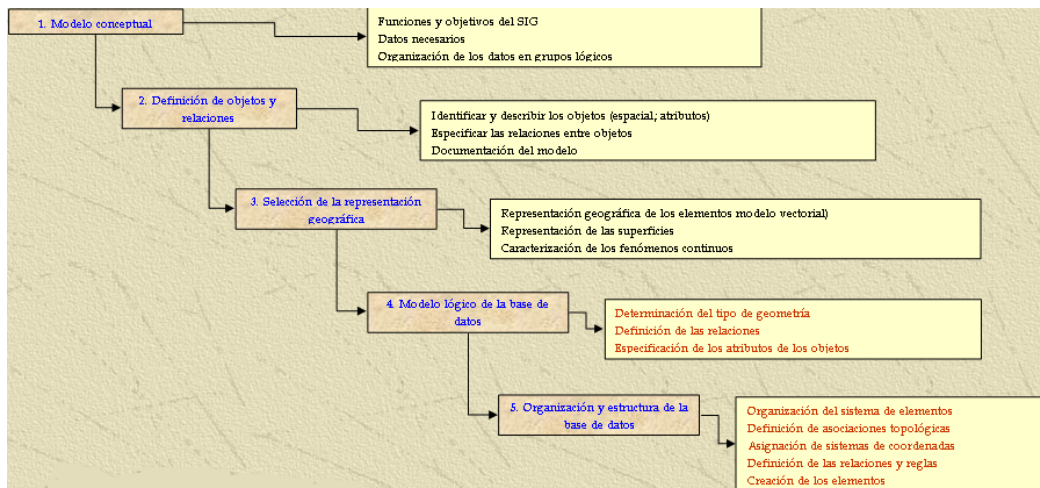 1. Modelo conceptual
Funciones y objetivos del SIG
Datos necesarios
Organización de los datos en grupos lógicos
2. Definición de objetos y
relaciones
Identificar y describir los objetos (espacial; atributos)
Especificar las relaciones entre objetos
Documentación del modelo
3. Selección de la representación
geográfica
Representación geográfica de los elementos modelo vectorial)
Representación de las superficies
Caracterización de los fenómenos continuos
4. Modelo lógico de la base de
datos
Determinación del tipo de geometría
Definición de las relaciones
Especificación de los atributos de los objetos
5. Organización y estructura de la
base de datos
Organización del sistema de elementos
Definición de asociaciones topológicas
Asignación de sistemas de coordenadas
Definición de las relaciones y reglas
Creación de los elementos